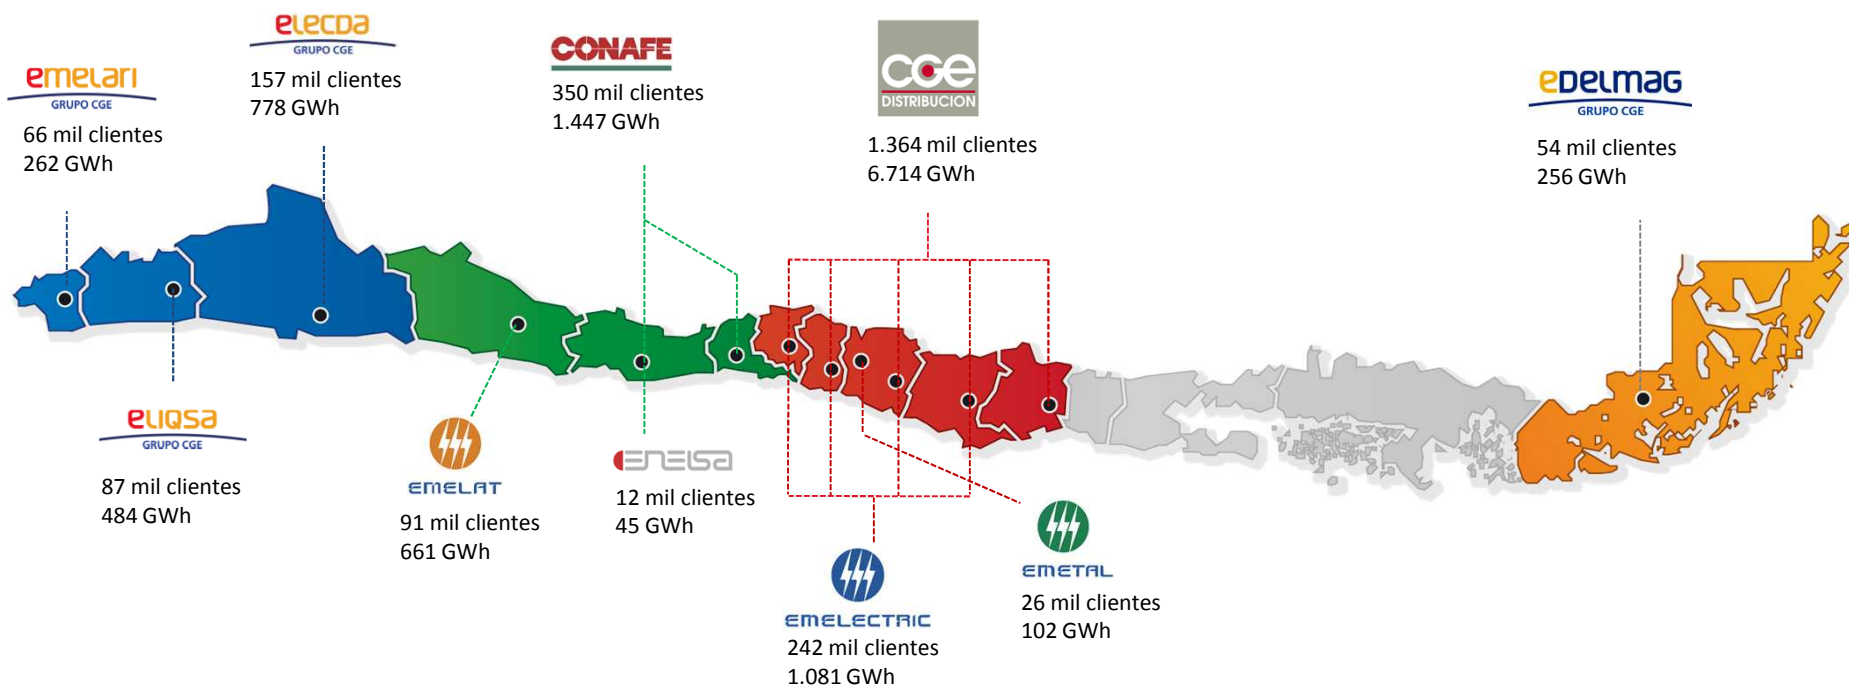 emelari
GRUPO CGE
66 mil clientes
262 GWh
elecda
GRUPO CGE
157 mil clientes
778 GWh
CONAFE
350 mil clientes
1.447 GWh
cge
DISTRIBUCION
1.364 mil clientes
6.714 GWh
eDELMAG
GRUPO CGE
54 mil clientes
256 GWh
eLIQSA
GRUPO CGE
87 mil clientes
484 GWh
EMELAT
91 mil clientes
661 GWh
enelsa
12 mil clientes
45 GWh
EMELECTRIC
242 mil clientes
1.081 GWh
EMETAL
26 mil clientes
102 GWh